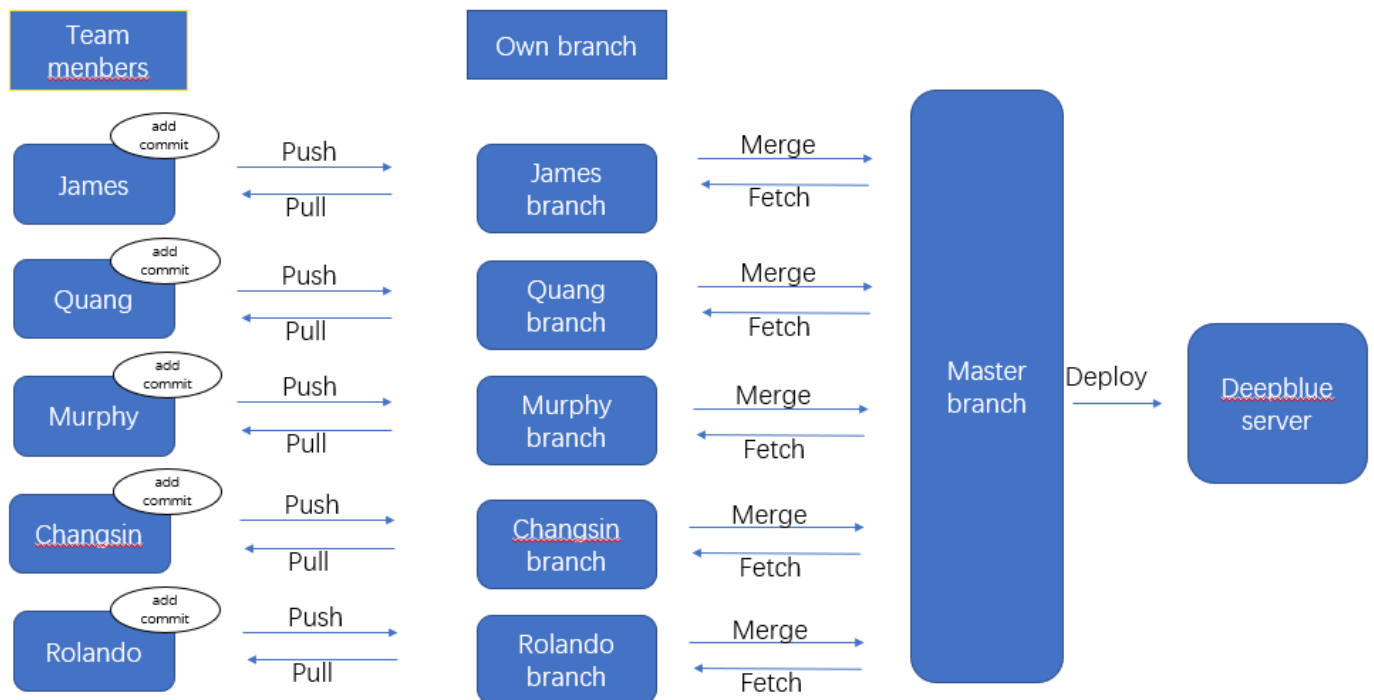 Team
menbers
Own branch
add
commit
James
Push
Pull
James
branch
Merge
Fetch
add
commit
Quang
Push
Pull
Quang
branch
Merge
Fetch
add
commit
Murphy
Push
Pull
Murphy
branch
Merge
Fetch
Master
branch
Deploy
Deepblue
server
add
commit
Changsin
Push
Pull
Changsin
branch
Merge
Fetch
add
commit
Rolando
Push
Pull
Rolando
branch
Merge
Fetch